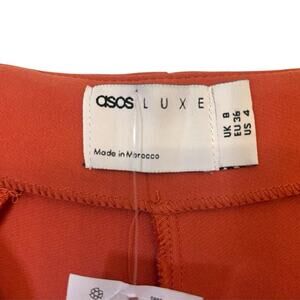 asos LUXE
Made in Morocco
UK 8
EU 36
US 4